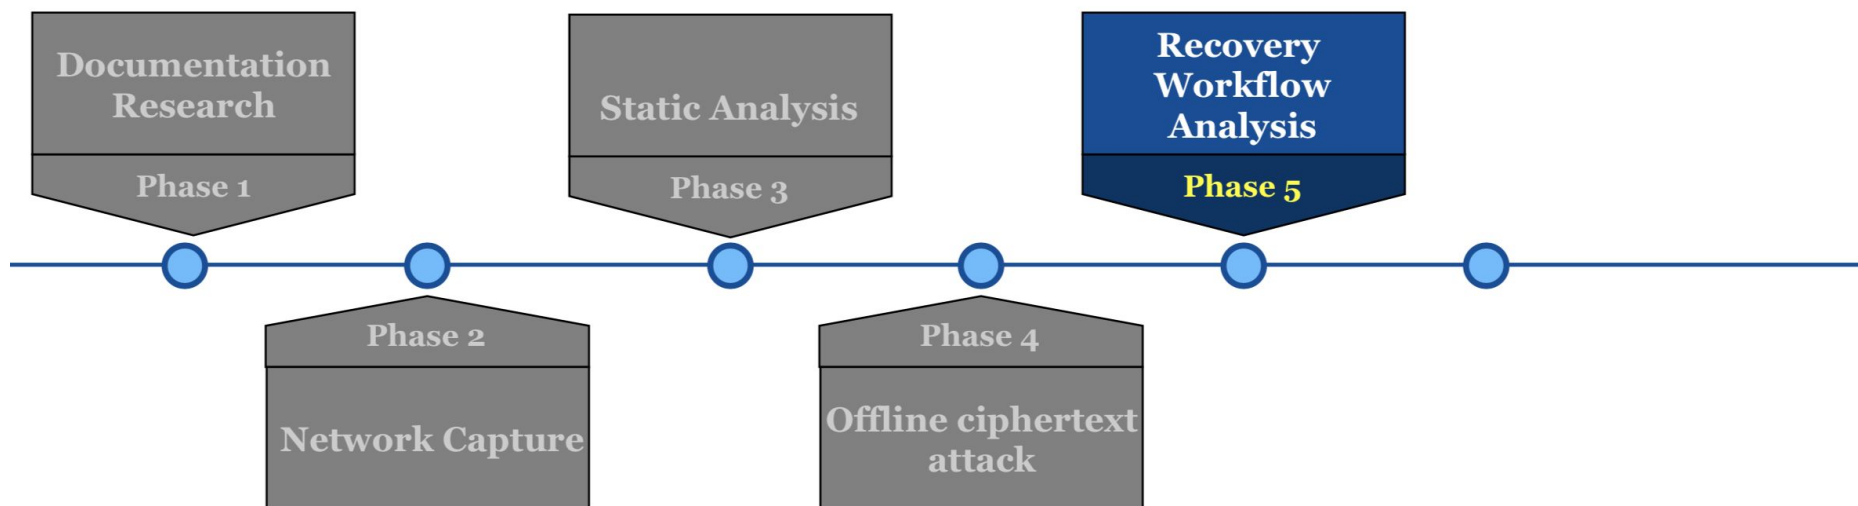 Documentation
Research
Phase 1
Phase 2
Network Capture
Static Analysis
Phase 3
Phase 4
Offline ciphertext
attack
Recovery
Workflow
Analysis
Phase 5